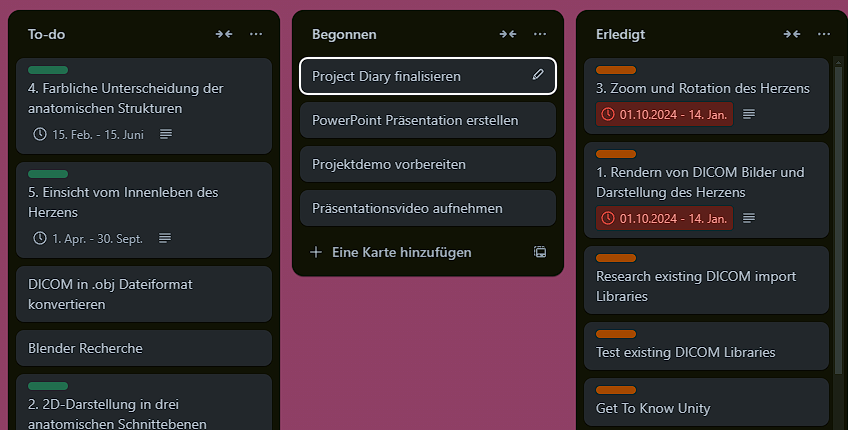 To-do
4. Farbliche Unterscheidung der
anatomischen Strukturen
15. Feb. - 15. Juni
5. Einsicht vom Innenleben des
Herzens
1. Apr. - 30. Sept.
DICOM in .obj Dateiformat
konvertieren
Blender Recherche
2. 2D-Darstellung in drei
anatomischen Schnittebenen
Begonnen
Project Diary finalisieren
PowerPoint Präsentation erstellen
Projektdemo vorbereiten
Präsentationsvideo aufnehmen
Eine Karte hinzufügen
Erledigt
3. Zoom und Rotation des Herzens
01.10.2024 - 14. Jan.
1. Rendern von DICOM Bilder und
Darstellung des Herzens
01.10.2024 - 14. Jan.
Research existing DICOM import
Libraries
Test existing DICOM Libraries
Get To Know Unity